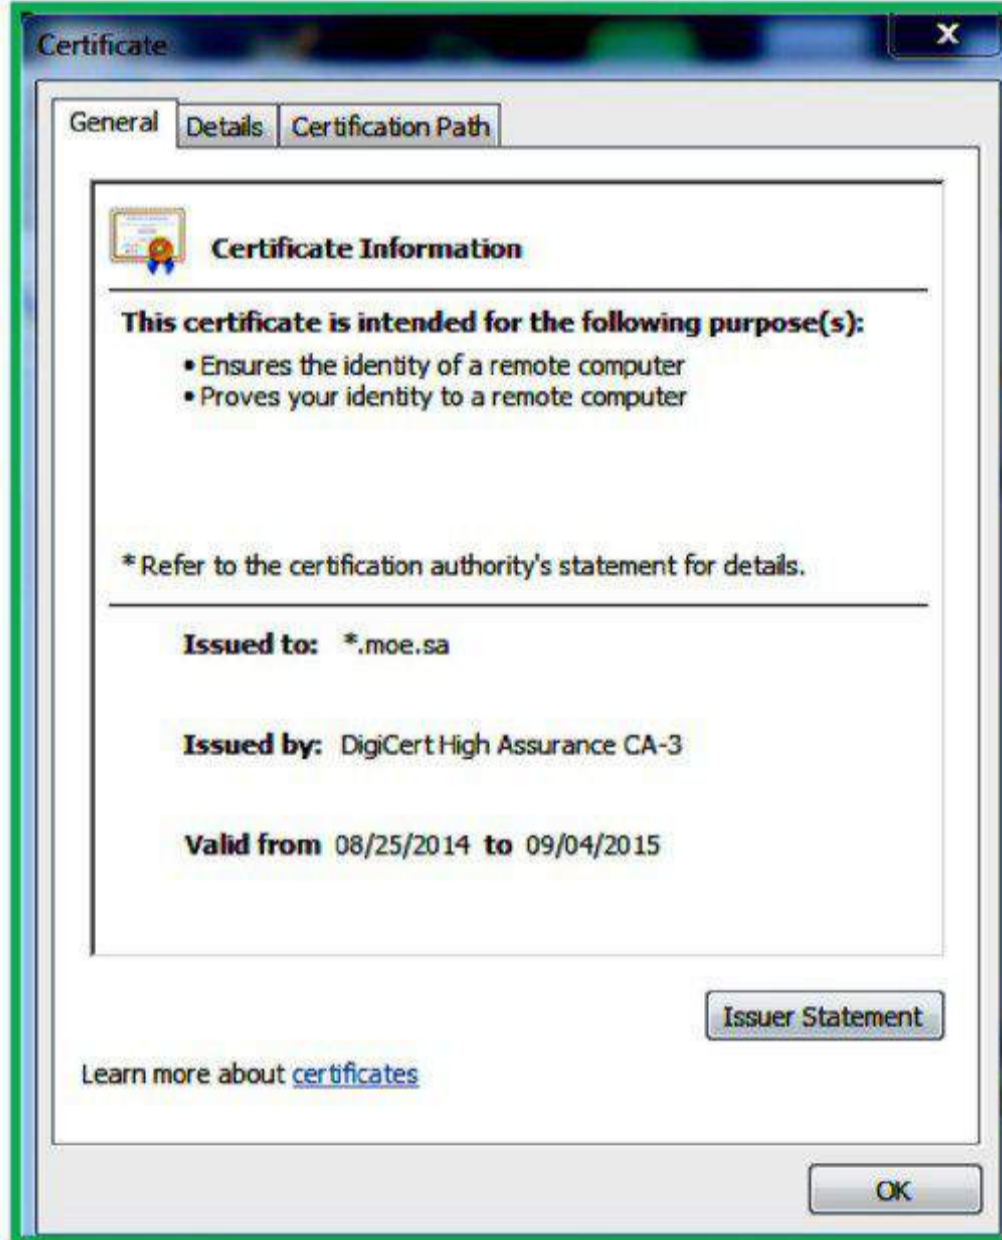 Certificate
X
General Details Certification Path
Certificate Information
This certificate is intended for the following purpose(s):
• Ensures the identity of a remote computer
• Proves your identity to a remote computer
* Refer to the certification authority's statement for details.
Issued to: *.moe.sa
Issued by: DigiCert High Assurance CA-3
Valid from 08/25/2014 to 09/04/2015
Issuer Statement
Learn more about certificates
OK